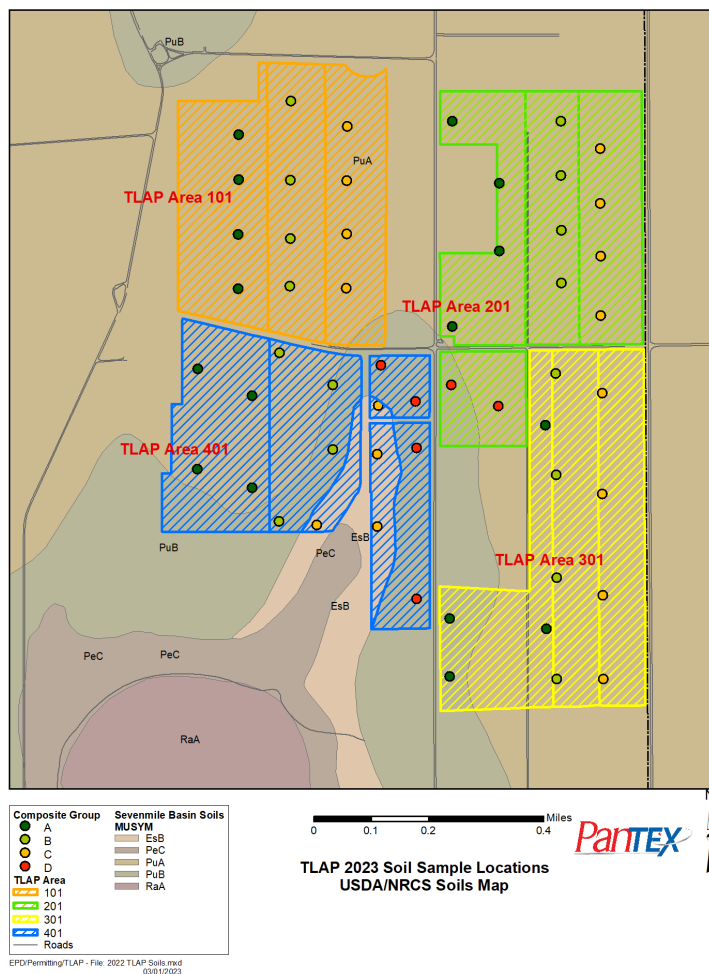 PuB
PuA
TLAP Area 101
TLAP Area 201
TLAP Area 401
EsB
PuB
PeC
TLAP Area 301
EsB
PeC
PeC
RaA
Composite Group
A
B
C
D
TLAP Area
101
201
301
401
Roads
Sevenmile Basin Soils
MUSYM
EsB
PeC
PuA
PuB
RaA
Miles
0 0.1 0.2 0.4
TLAP 2023 Soil Sample Locations
USDA/NRCS Soils Map
PanTEX
EPD/Permitting/TLAP - File: 2022 TLAP Soils.mxd
03/01/2023